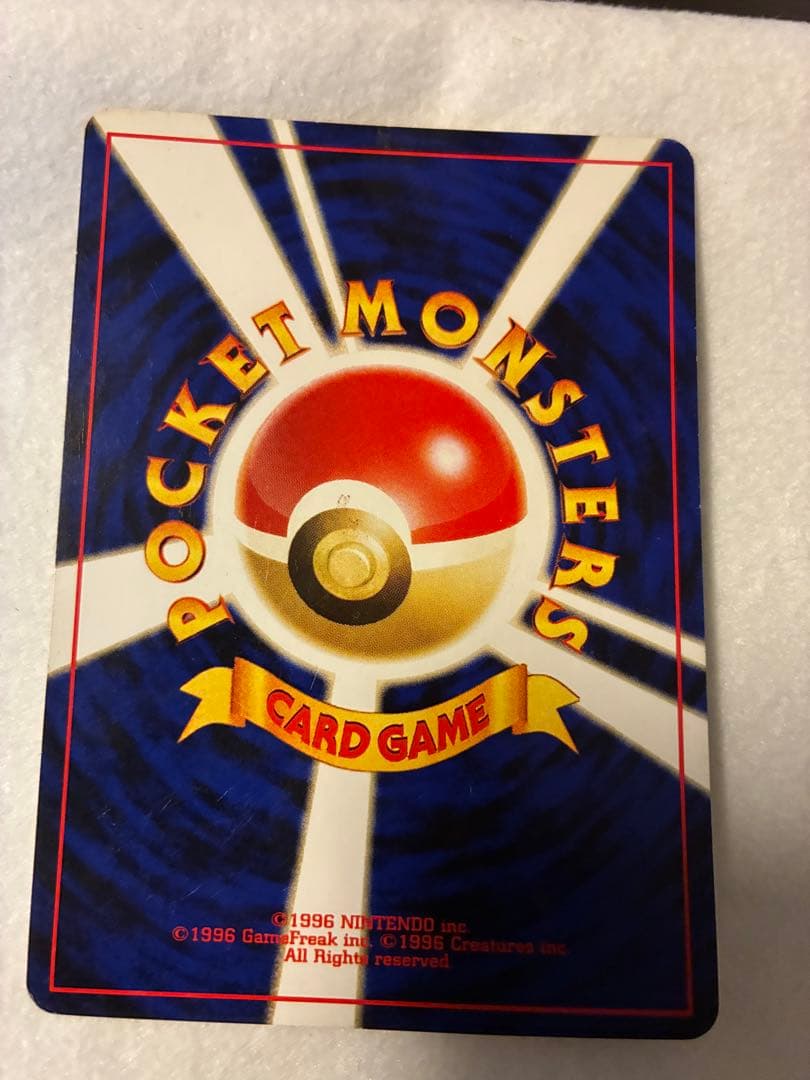 POCKET MONSTERS
CARD GAME
©1996 NINTENDO inc.
©1996 GameFreak inc. ©1996 Creatures inc.
All Rights reserved